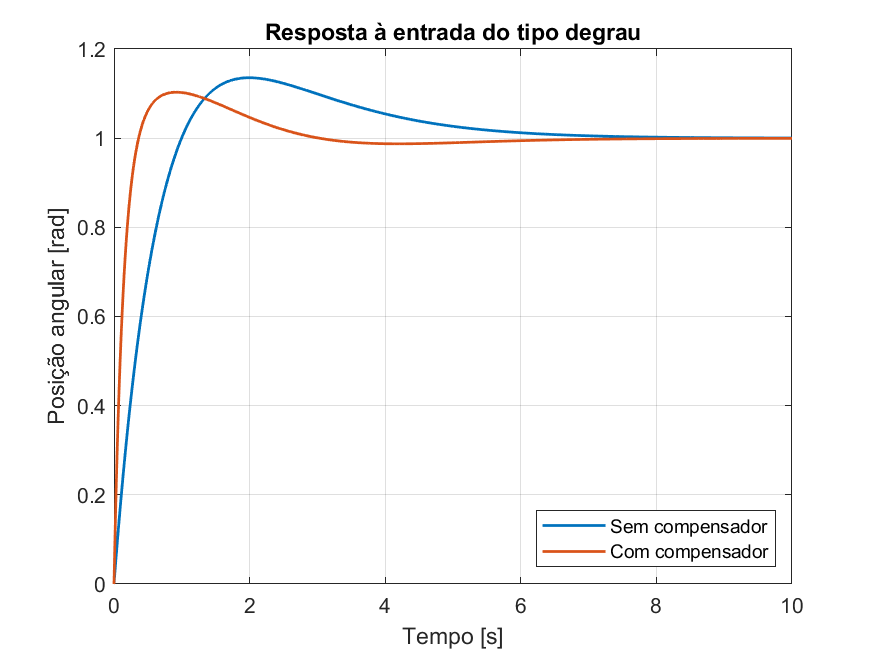 Resposta à entrada do tipo degrau
Posição angular [rad]
1.2
1
0.8
0.6
0.4
0.2
0
0 2 4 6 8 10
Tempo [s]
Sem compensador
Com compensador